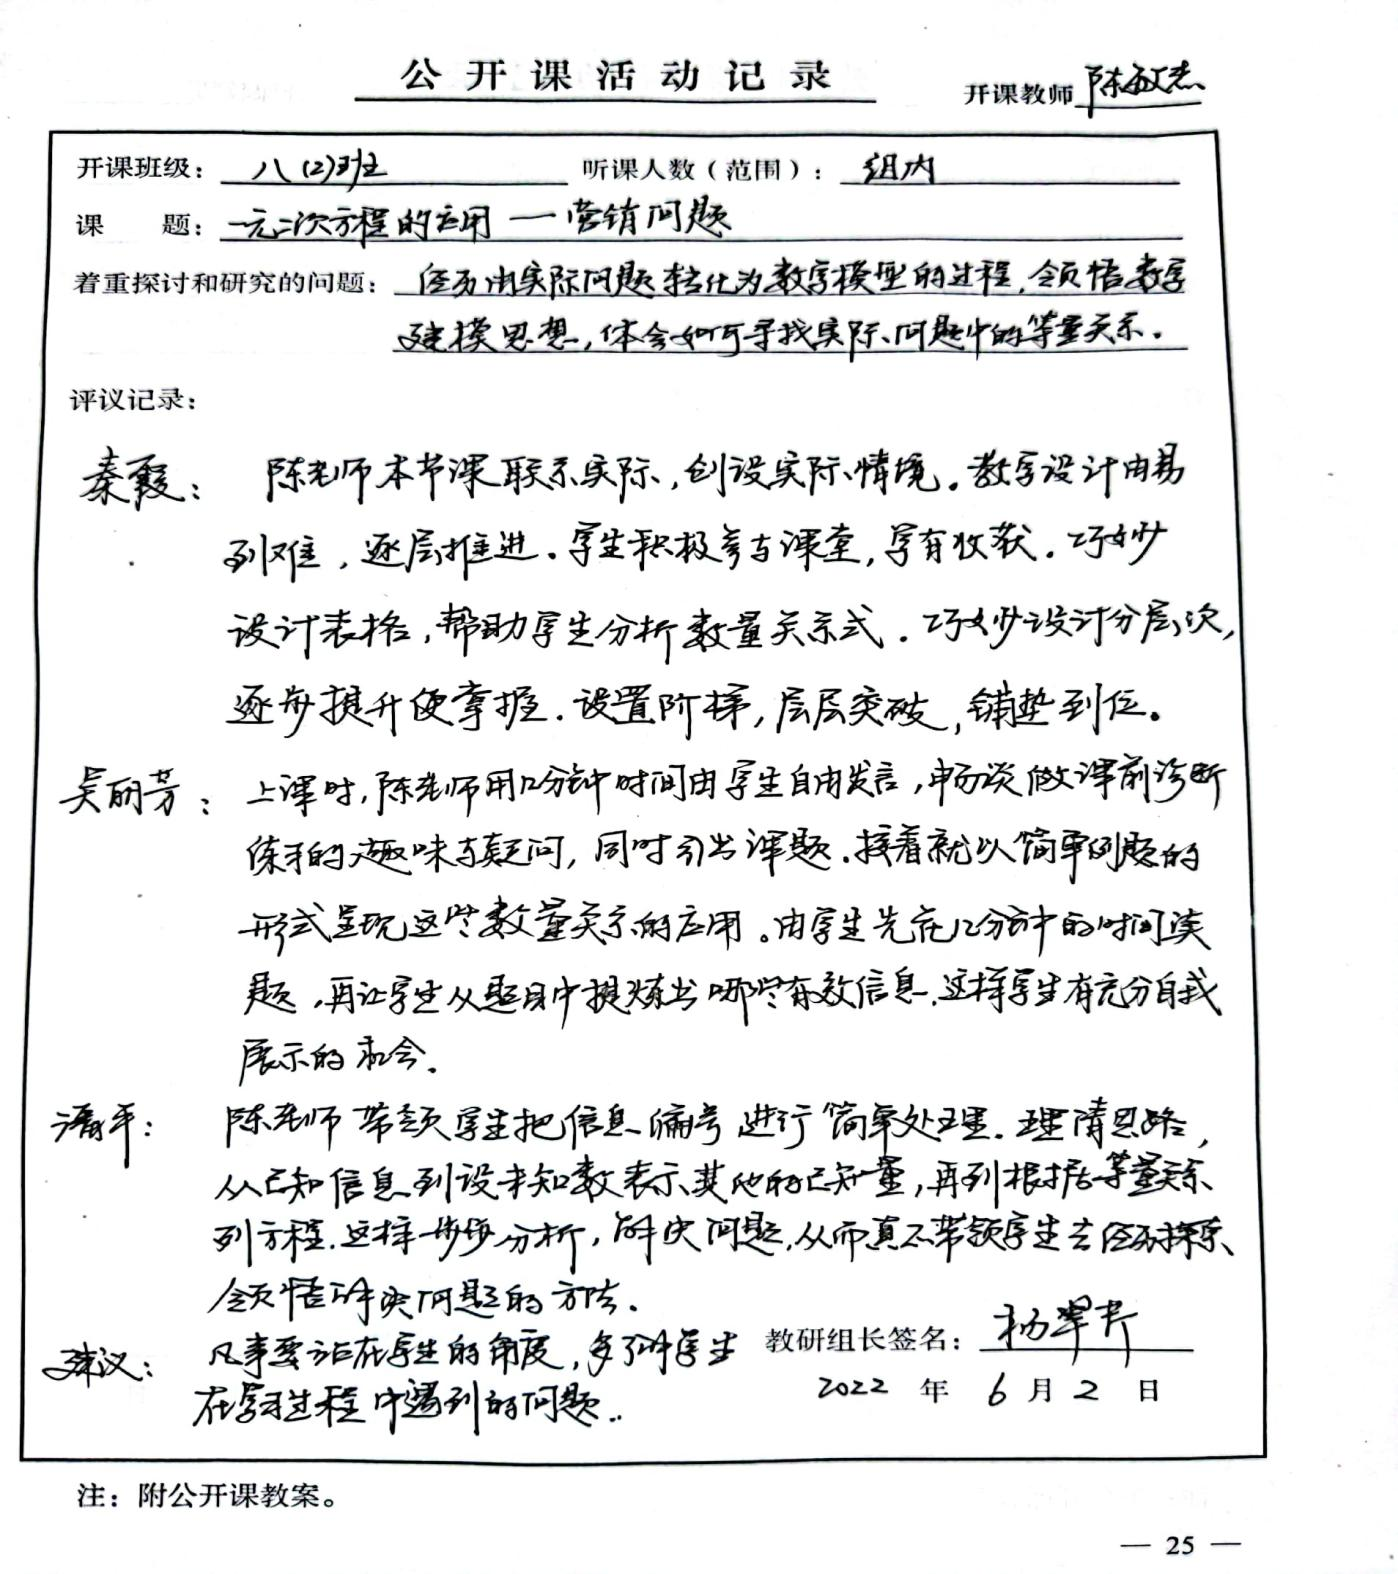 公开课活动记录
开课教师 陈敏杰
开课班级： 八(2)班 听课人数（范围）： 组内
课 题： 一元二次方程的应用——营销问题
着重探讨和研究的问题： 经历由实际问题转化为数学模型的过程，领悟数学
建模思想，体会如何寻找实际问题中的等量关系。
评议记录：
秦霞： 陈老师本节课联系实际，创设实际情境。教学设计由易
到难，逐层推进。学生积极参与课堂，学有收获。巧妙
设计表格，帮助学生分析数量关系式。巧妙设计分层次，
逐步提升便掌握。设置阶梯，层层突破，铺垫到位。
吴丽芳： 上课时，陈老师用2分钟时间由学生自由发言，畅谈做课前诊断
练习的趣味与疑问，同时引出课题。接着就以简单例题的
形式呈现这些数量关系的应用。由学生先在2分钟的时间读
题，再让学生从题目中提炼出哪些有效信息，这样学生有充分自我
展示的机会。
潘平： 陈老师带领学生把信息编号进行简单处理。理清思路，
从已知信息到设未知数表示其他的已知量，再到根据等量关系
列方程。这样一步步分析，解决问题，从而真正带领学生去经历探索、
领悟解决问题的方法。
建议： 凡事要站在学生的角度，多了解学生
在学习过程中遇到的问题..
教研组长签名： 杨翠芹
2022 年 6 月 2 日
注：附公开课教案。
— 25 —